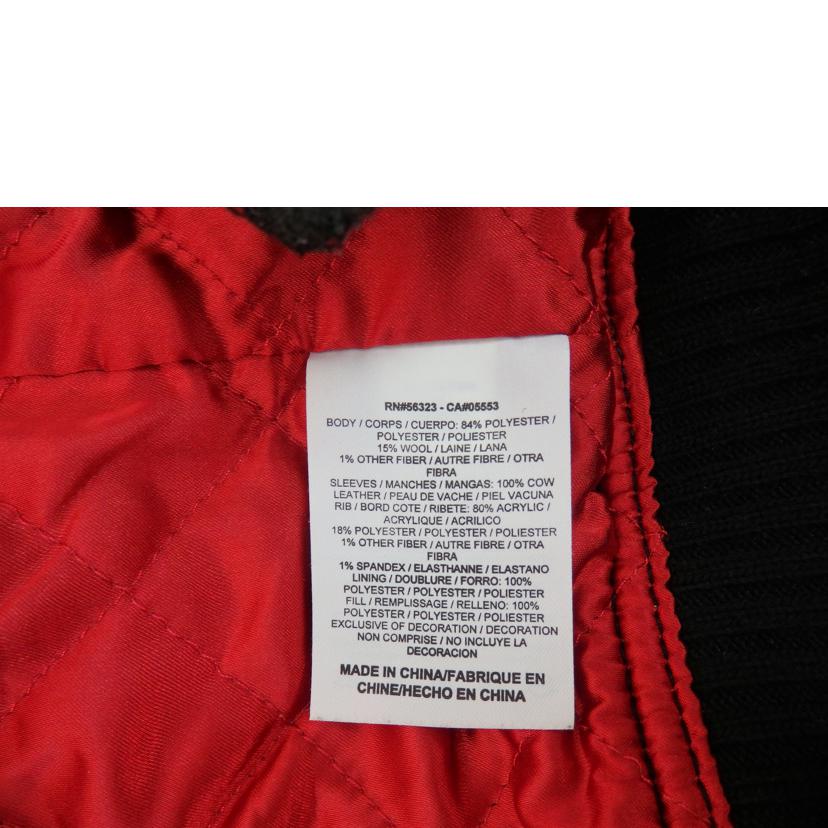 RN#56323 - CA#05553
BODY / CORPS / CUERPO: 84% POLYESTER /
POLYESTER / POLIESTER
15% WOOL / LAINE / LANA
1% OTHER FIBER / AUTRE FIBRE / OTRA
FIBRA
SLEEVES / MANCHES / MANGAS: 100% COW
LEATHER / PEAU DE VACHE / PIEL VACUNA
RIB / BORD COTE / RIBETE: 80% ACRYLIC /
ACRYLIQUE / ACRILICO
18% POLYESTER / POLYESTER / POLIESTER
1% OTHER FIBER / AUTRE FIBRE / OTRA
FIBRA
1% SPANDEX / ELASTHANNE / ELASTANO
LINING / DOUBLURE / FORRO: 100%
POLYESTER / POLYESTER / POLIESTER
FILL / REMPLISSAGE / RELLENO: 100%
POLYESTER / POLYESTER / POLIESTER
EXCLUSIVE OF DECORATION / DECORATION
NON COMPRISE / NO INCLUYE LA
DECORACION
MADE IN CHINA/FABRIQUE EN
CHINE/HECHO EN CHINA